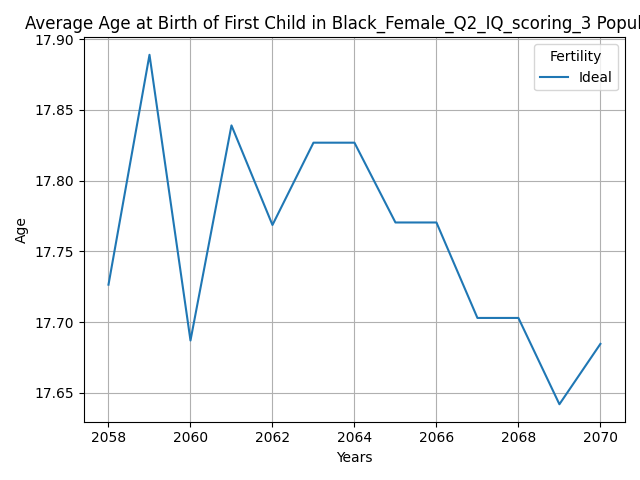 Average Age at Birth of First Child in Black_Female_Q2_IQ_scoring_3 Popul
17.90
17.85
17.80
17.75
17.70
17.65
Age
Fertility
Ideal
2058 2060 2062 2064 2066 2068 2070
Years